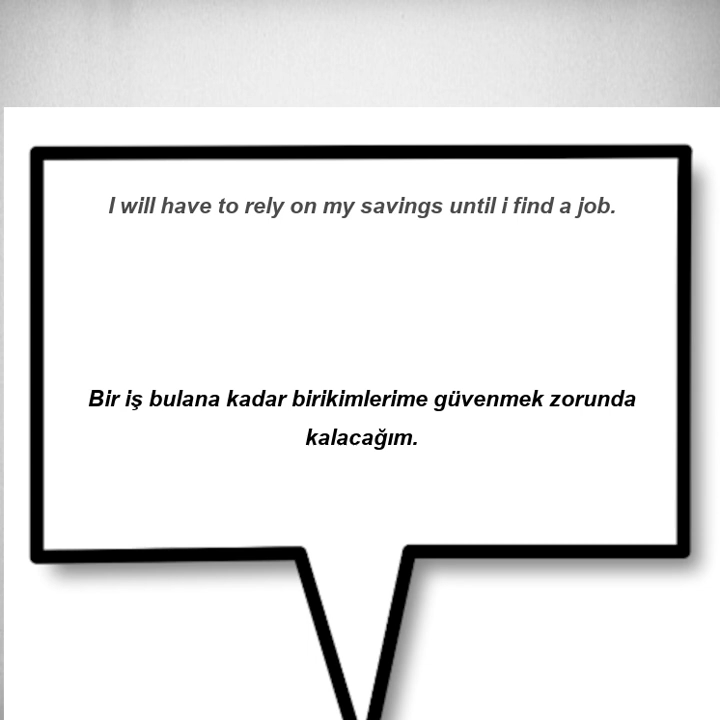 I will have to rely on my savings until i find a job.
Bir iş bulana kadar birikimlerime güvenmek zorunda
kalacağım.